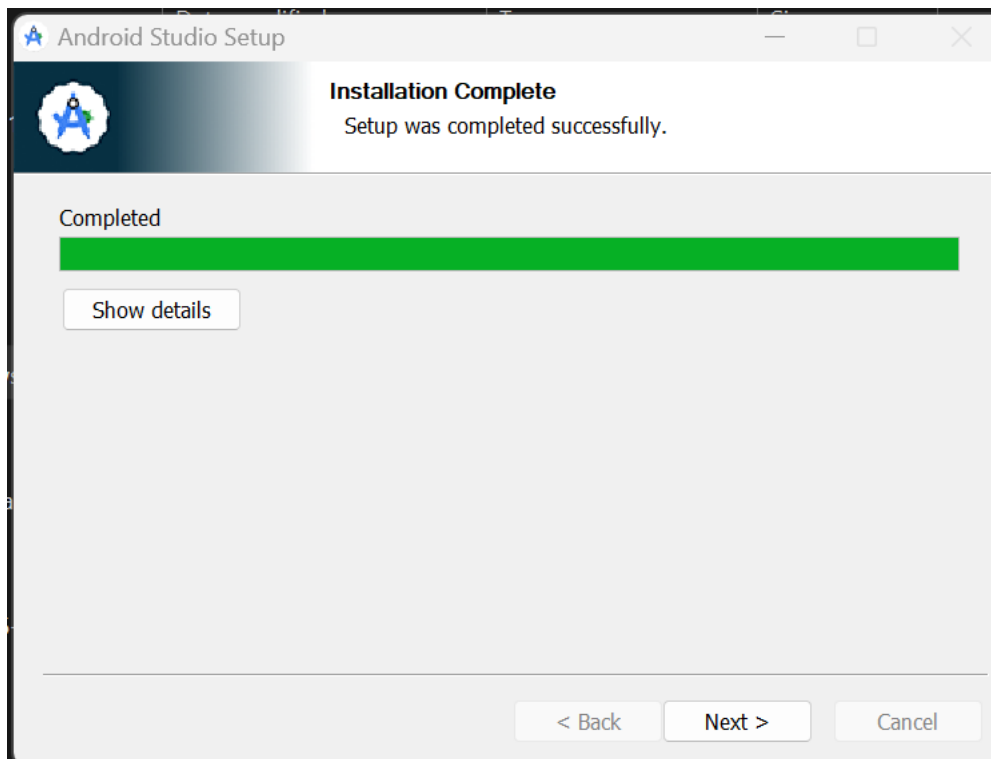 Android Studio Setup
Installation Complete
Setup was completed successfully.
Completed
Show details
< Back
Next >
Cancel